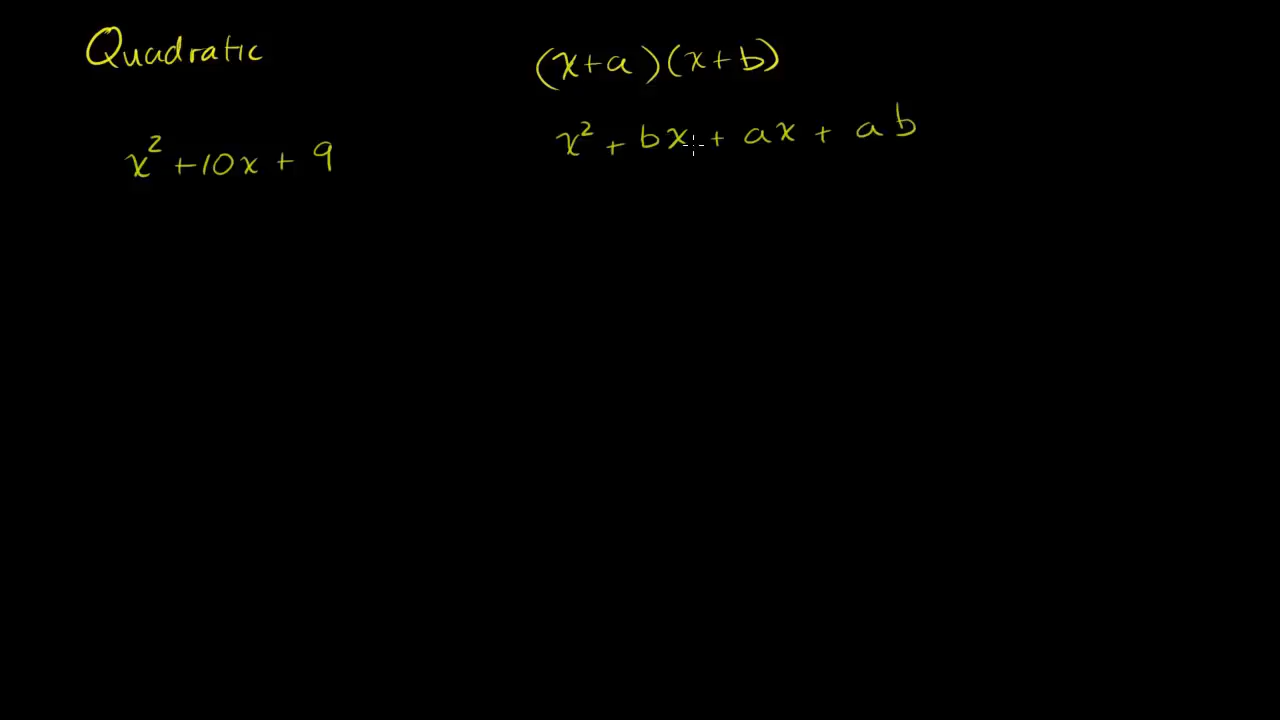 Quadratic
(x+a)(x+b)
x² + bx + ax + ab
x² +10x + 9